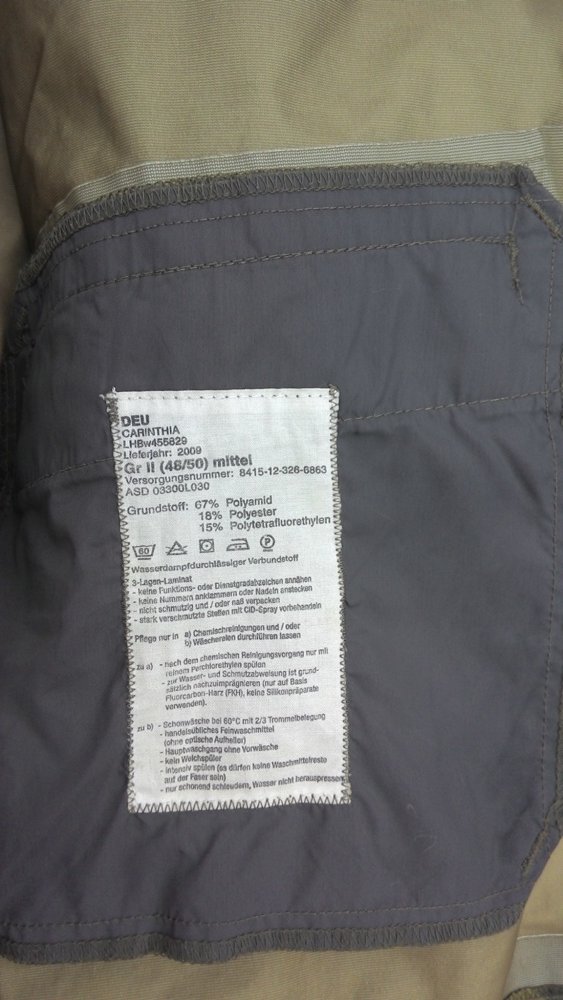 DEU
CARINTHIA
LHBw455829
Lieferjahr: 2009
Gr II (48/50) mittel
Versorgungsnummer: 8415-12-326-6863
ASD 03300L030
Grundstoff: 67% Polyamid
18% Polyester
15% Polytetrafluorethylen
60 P
Wasserdampfdurchlässiger Verbundstoff
3-Lagen-Laminat
- keine Funktions- oder Dienstgradabzeichen annähen
- keine Nummern anklammern oder Nadeln anstecken
- nicht schmutzig und / oder naß verpacken
- stark verschmutzte Stellen mit CID-Spray vorbehandeln
Pflege nur in a) Chemischreinigungen und / oder
b) Wäschereien durchführen lassen
zu a) - nach dem chemischen Reinigungsvorgang nur mit
reinem Perchlorethylen spülen
- zur Wasser- und Schmutzabweisung ist grund-
sätzlich nachzuimprägnieren (nur auf Basis
Fluorcarbon-Harz (FKH), keine Silikonpräparate
verwenden).
zu b) - Schonwäsche bei 60°C mit 2/3 Trommelbelegung
- handelsübliches Feinwaschmittel
(ohne optische Aufheller)
- Hauptwaschgang ohne Vorwäsche
- kein Weichspüler
- intensiv spülen (es dürfen keine Waschmittelreste
auf der Faser sein)
- nur schonend schleudern, Wasser nicht herauspressen